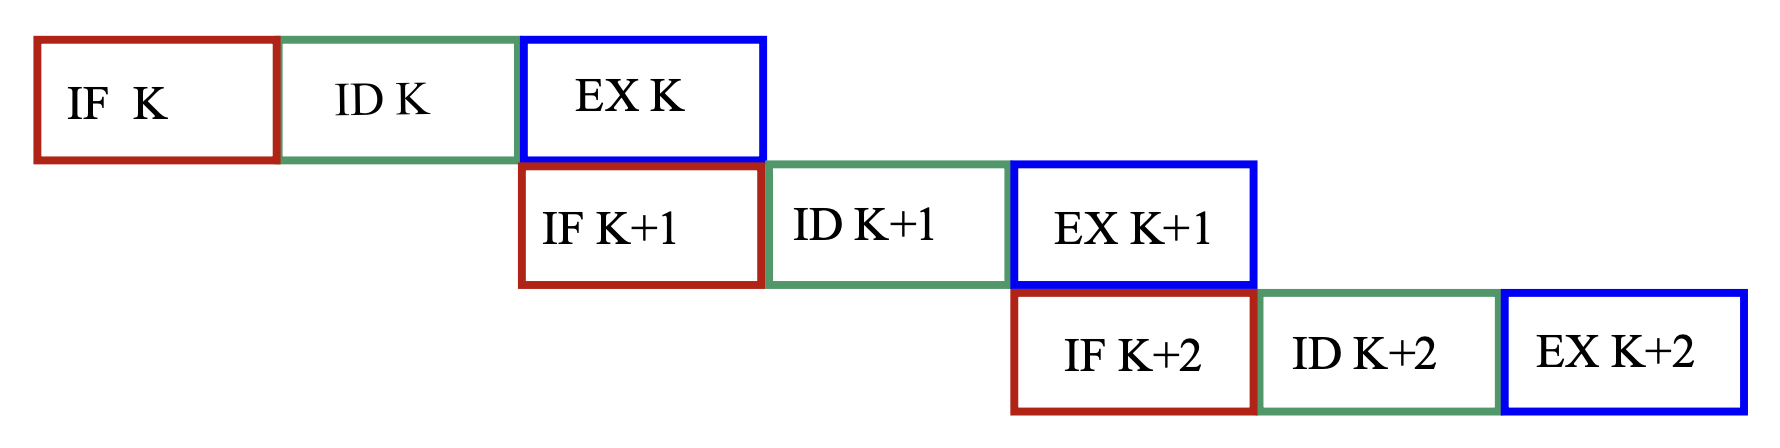 IF K
ID K
EX K
IF K+1
ID K+1
EX K+1
IF K+2
ID K+2
EX K+2